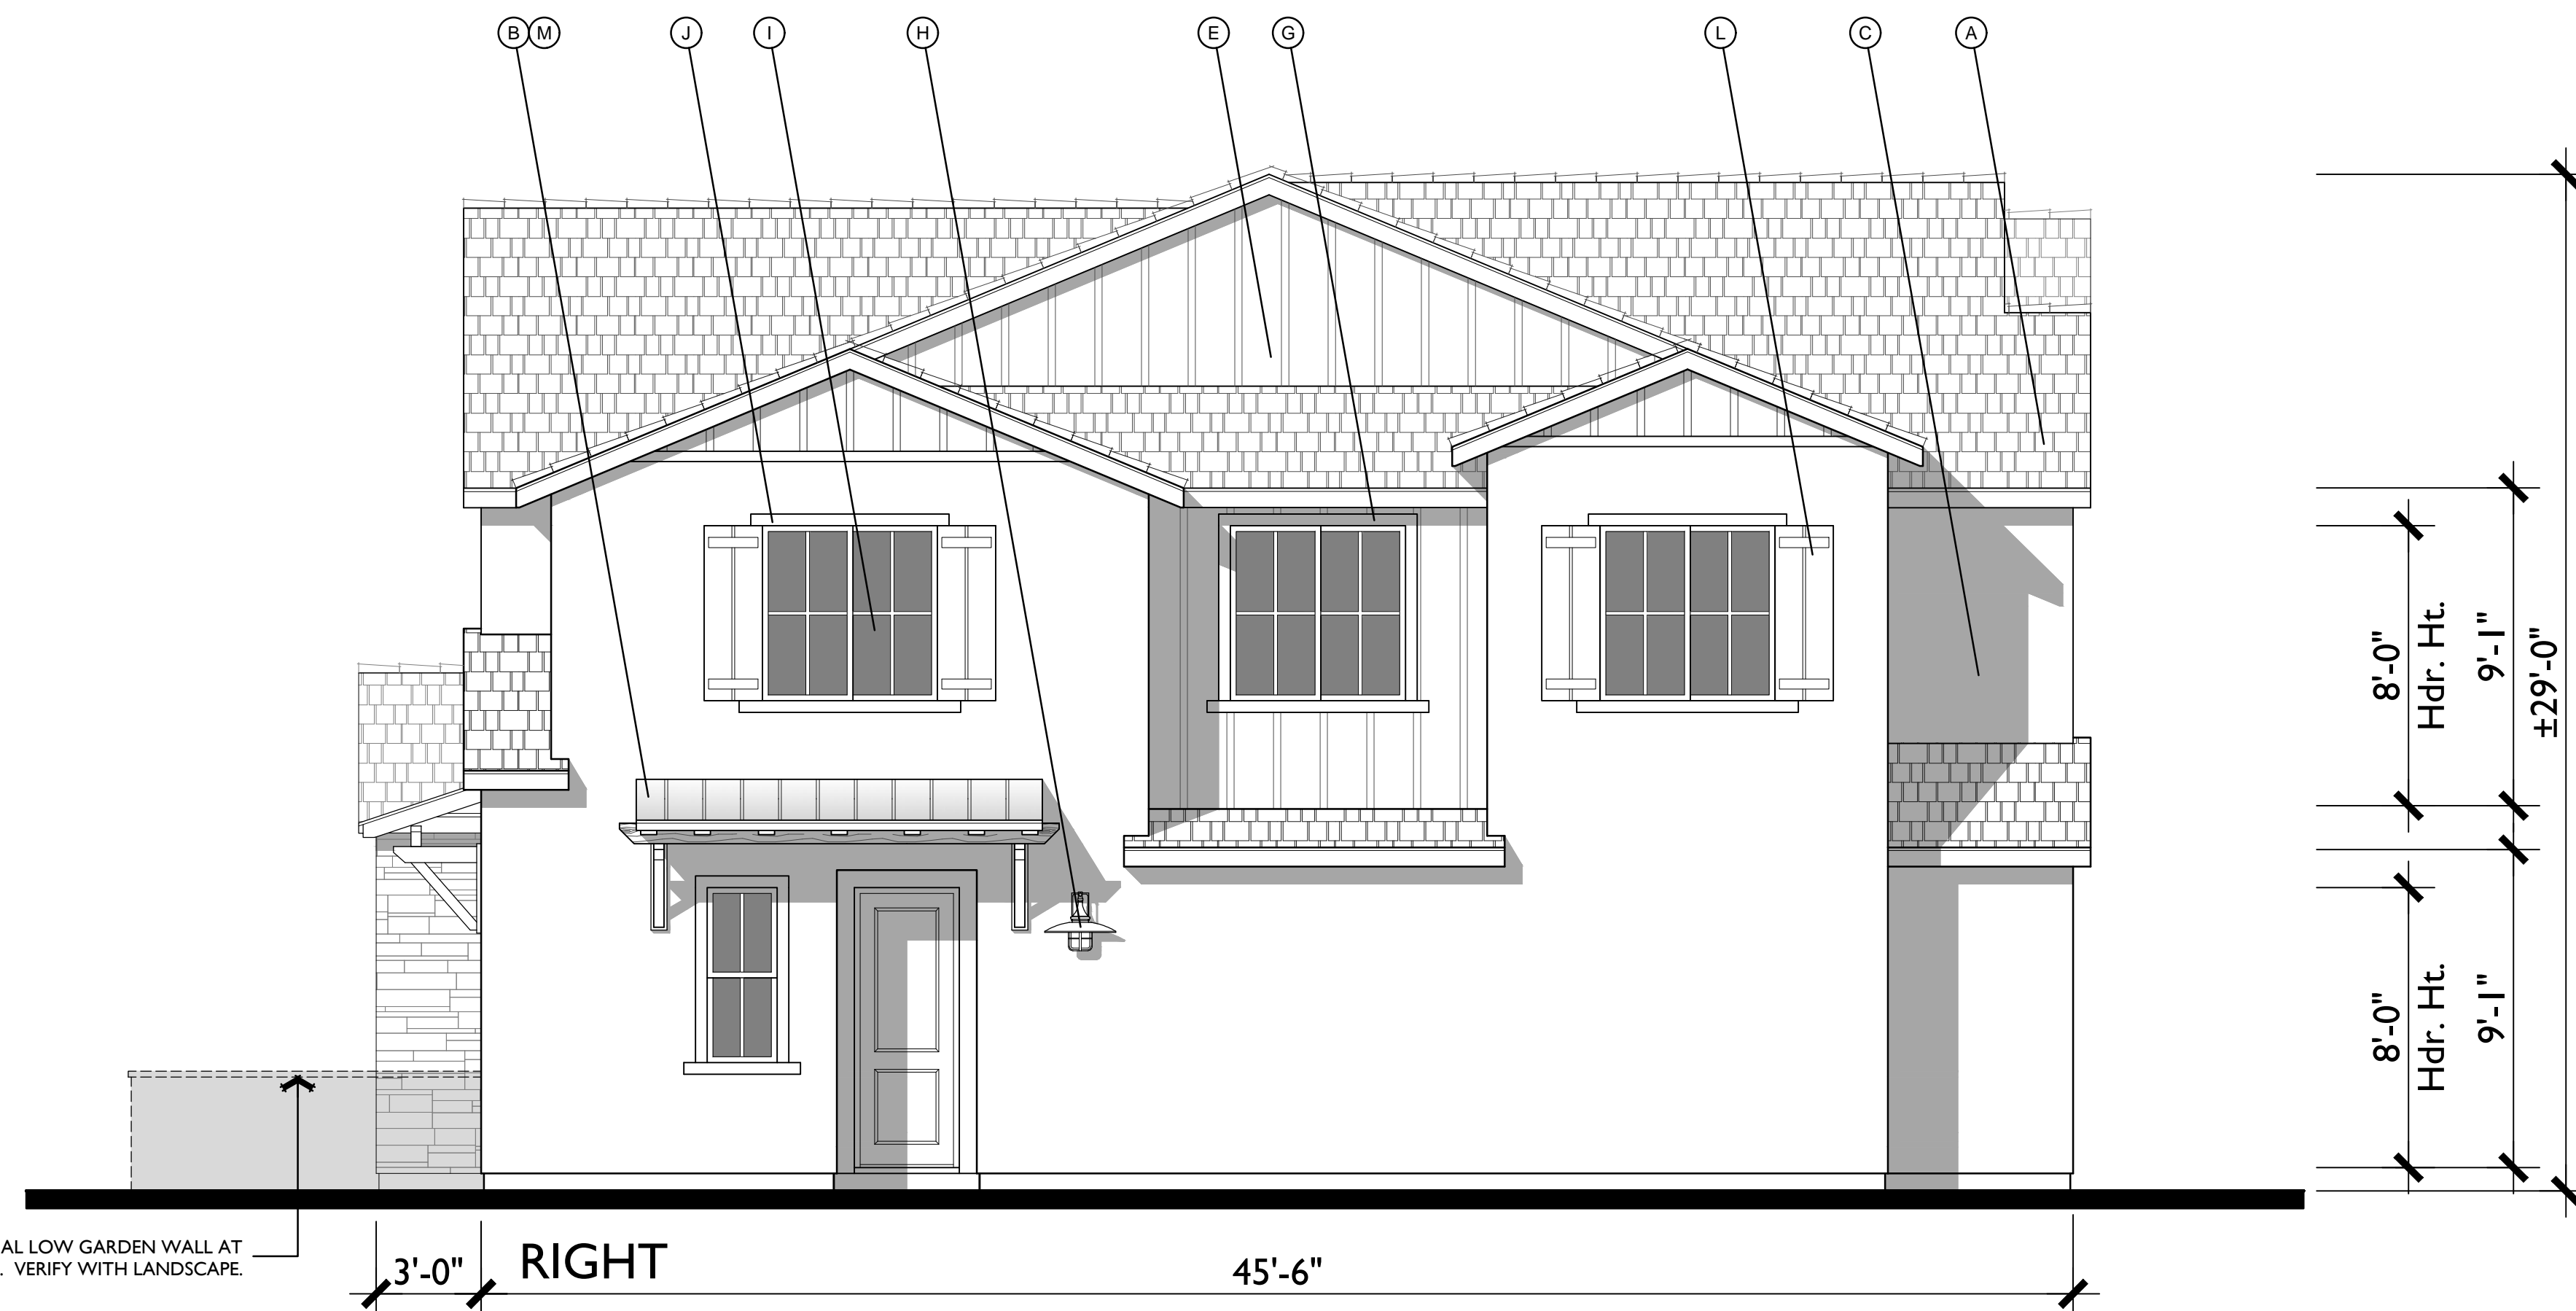 B M J I H E G L C A
8'-0"
Hdr. Ht.
9'-1"
±29'-0"
8'-0"
Hdr. Ht.
9'-1"
AL LOW GARDEN WALL AT
. VERIFY WITH LANDSCAPE.
3'-0"
RIGHT
45'-6"